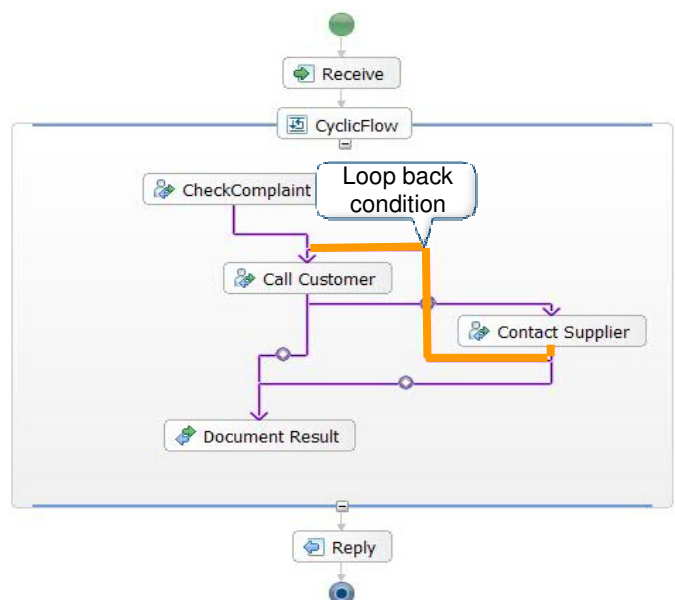 Receive
CyclicFlow
CheckComplaint
Loop back
condition
Call Customer
Contact Supplier
Document Result
Reply